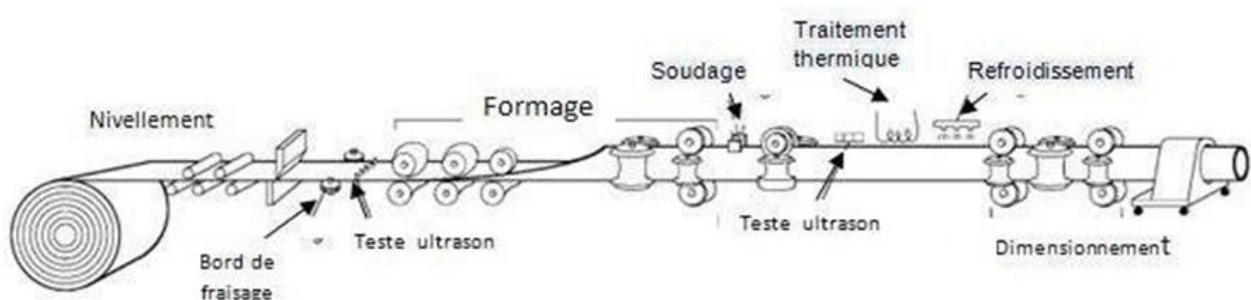 Nivellement
Bord de
fraisage
Teste ultrason
Formage
Soudage
Traitement
thermique
Refroidissement
Teste ultrason
Dimensionnement